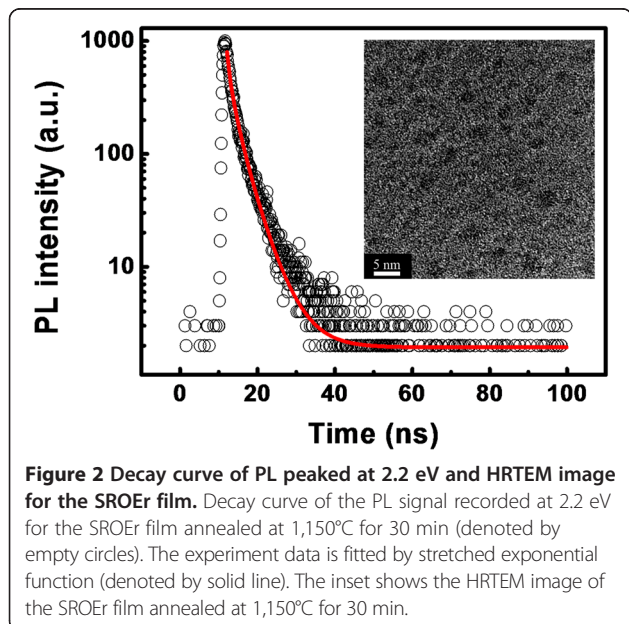 1000
100
10
PL intensity (a.u.)
5 nm
0 20 40 60 80 100
Time (ns)
Figure 2 Decay curve of PL peaked at 2.2 eV and HRTEM image
for the SROEr film. Decay curve of the PL signal recorded at 2.2 eV
for the SROEr film annealed at 1,150°C for 30 min (denoted by
empty circles). The experiment data is fitted by stretched exponential
function (denoted by solid line). The inset shows the HRTEM image of
the SROEr film annealed at 1,150°C for 30 min.